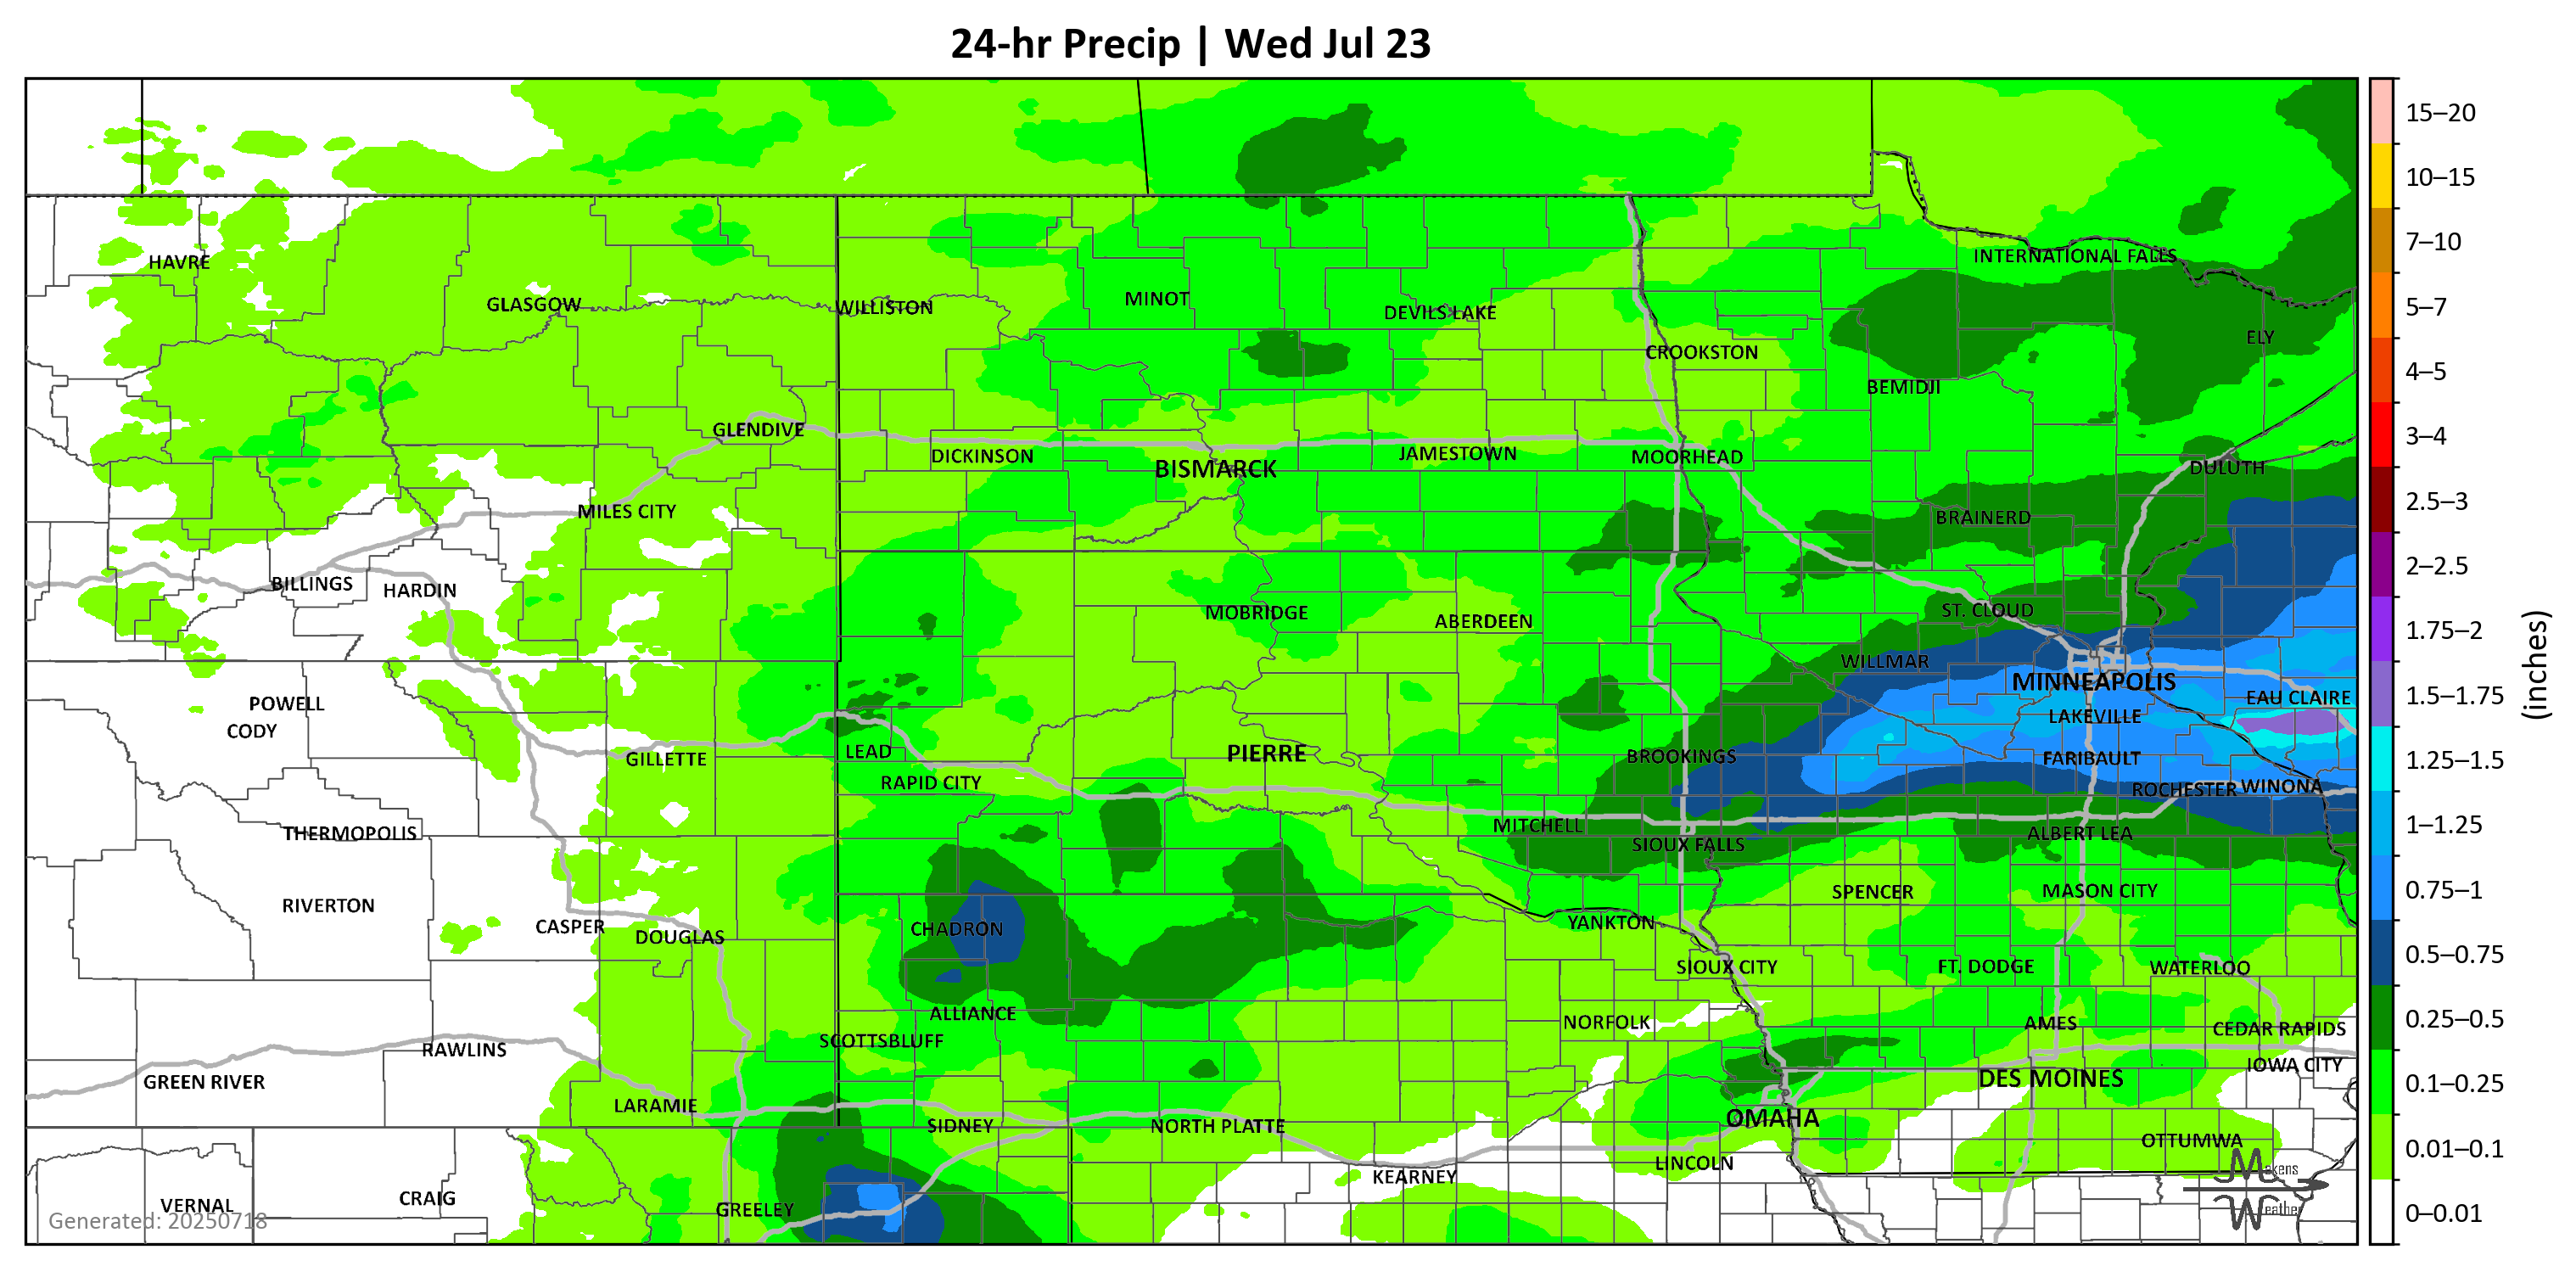 24-hr Precip | Wed Jul 23
15–20
10–15
7–10
5–7
4–5
3–4
2.5–3
2–2.5
1.75–2
1.5–1.75
1.25–1.5
1–1.25
0.75–1
0.5–0.75
0.25–0.5
0.1–0.25
0.01–0.1
0–0.01
(inches)
HAVRE
INTERNATIONAL FALLS
GLASGOW
WILLISTON
MINOT
DEVILS LAKE
ELY
CROOKSTON
BEMIDJI
GLENDIVE
DICKINSON
BISMARCK
JAMESTOWN
MOORHEAD
DULUTH
MILES CITY
BRAINERD
BILLINGS
HARDIN
MOBRIDGE
ABERDEEN
ST. CLOUD
WILLMAR
MINNEAPOLIS
POWELL
EAU CLAIRE
CODY
LAKEVILLE
GILLETTE
LEAD
PIERRE
BROOKINGS
FARIBAULT
RAPID CITY
ROCHESTER
WINONA
THERMOPOLIS
MITCHELL
SIOUX FALLS
ALBERT LEA
RIVERTON
SPENCER
MASON CITY
CASPER
DOUGLAS
CHADRON
YANKTON
SIOUX CITY
FT. DODGE
WATERLOO
ALLIANCE
NORFOLK
AMES
CEDAR RAPIDS
SCOTTSBLUFF
RAWLINS
IOWA CITY
GREEN RIVER
DES MOINES
LARAMIE
SIDNEY
NORTH PLATTE
OMAHA
OTTUMWA
LINCOLN
KEARNEY
VERNAL
CRAIG
GREELEY
Generated: 20250718
Makens
Weather